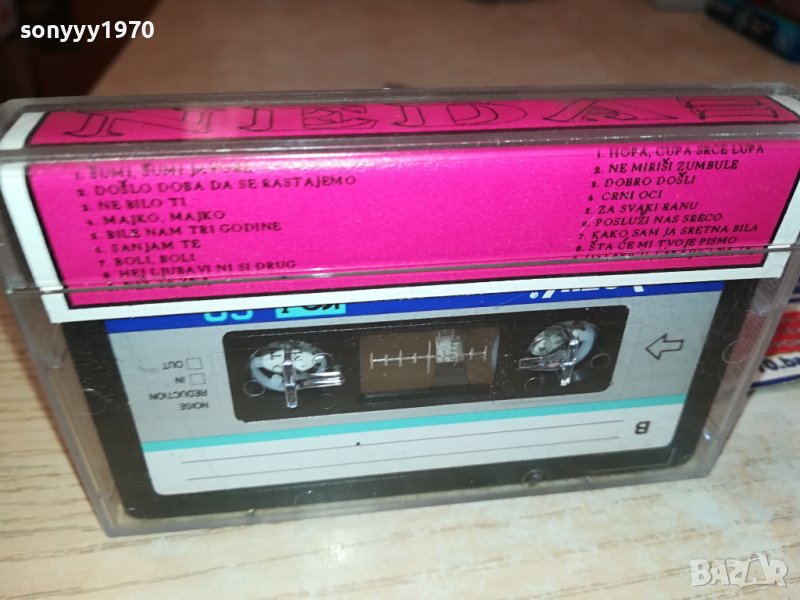 sonyyy1970
1. ŠUMI, ŠUMI JAVORE
2. DOŠLO DOBA DA SE RASTAJEMO
3. NE BILO TI
4. MAJKO, MAJKO
5. BILE NAM TRI GODINE
6. SANJAM TE
7. BOLI, BOLI
8. HEJ LJUBAVI NI SI DRUG
1. HOPA, CUPA SRCE LUPA
2. NE MIRIŠI ZUMBULE
3. DOBRO DOŠLI
4. CRNI OCI
5. ZA SVAKI RANU
6. POSLUŽI NAS SREĆO
7. KAKO SAM JA SRETNA BILA
8. ŠTA ĆE MI TVOJE PISMO
NOISE
REDUCTION
IN
OUT
B
BAZAR